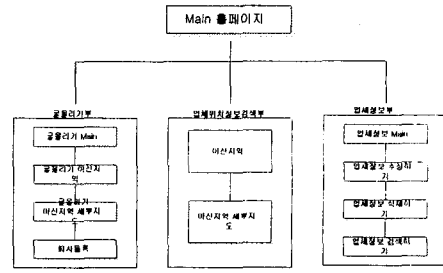 Main 홈페이지
글올리기부
글올리기 Main
글올리기 마산지
역
글올리기
마산지역 세부지
도
회사등록
업체위치정보검색부
마산지역
마산지역 세부지
도
업체정보부
업체정보 Main
업체정보 수정하
기
업체정보 삭제하
기
업체정보 검색하
기